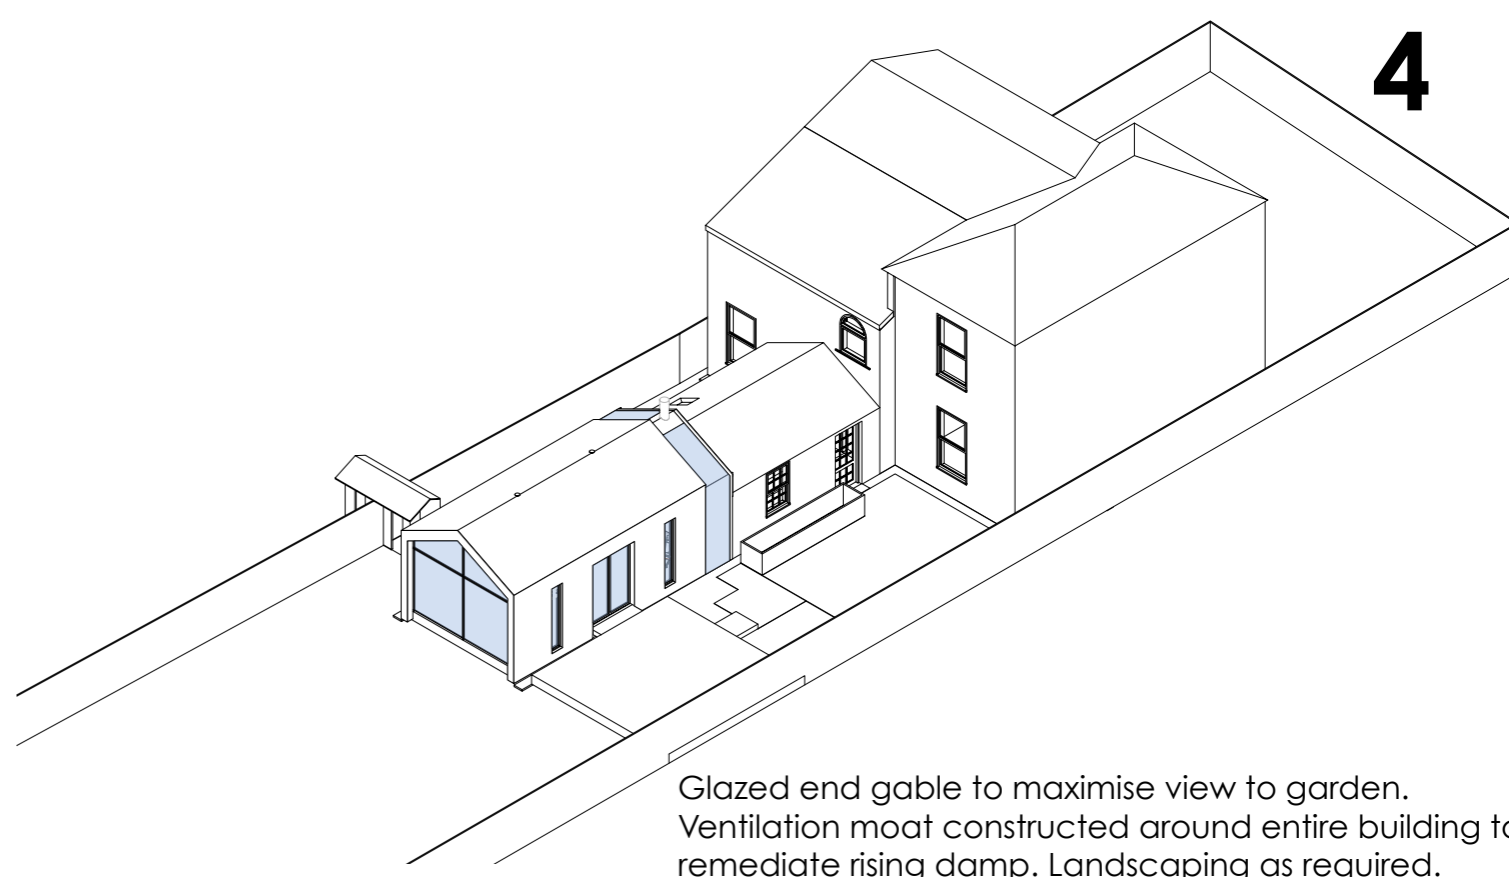 4
Glazed end gable to maximise view to garden.
Ventilation moat constructed around entire building to
remediate rising damp. Landscaping as required.